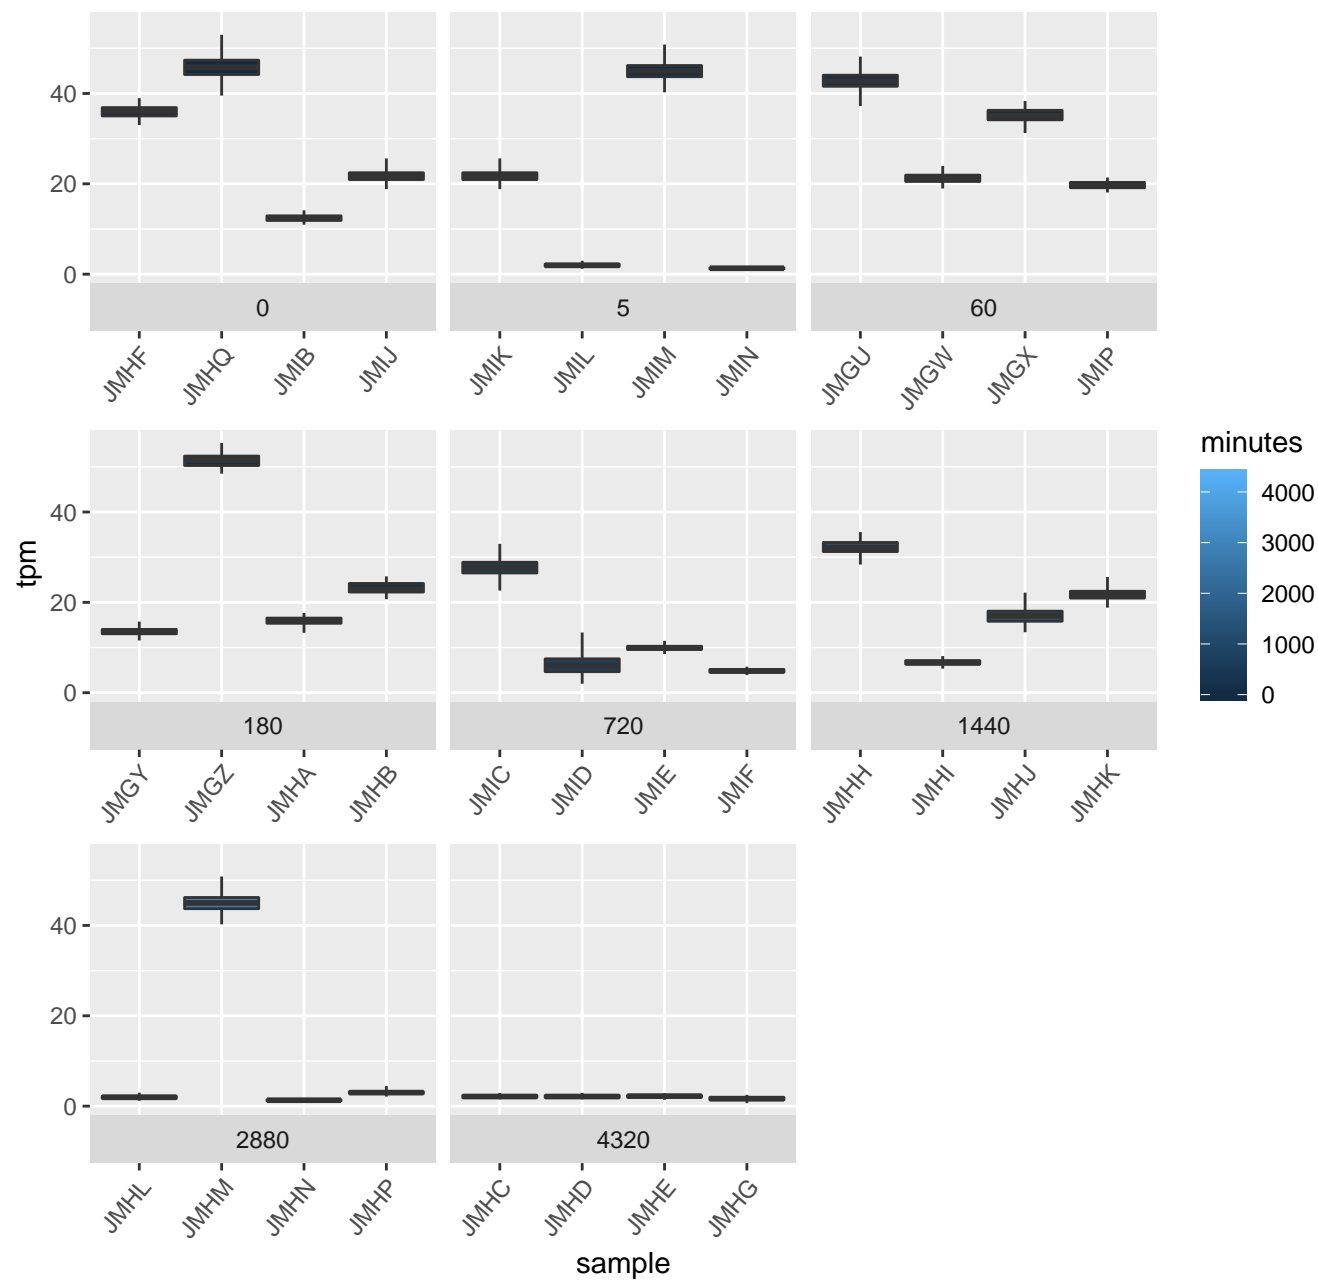 40
20
0
0
5
60
JMHF
JMHQ
JMIB
JMIJ
JMIK
JMIL
JMIM
JMIN
JMGU
JMGW
JMGX
JMIP
tpm
40
20
0
180
720
1440
JMGY
JMGZ
JMHA
JMHB
JMIC
JMID
JMIE
JMIF
JMHH
JMHI
JMHJ
JMHK
minutes
4000
3000
2000
1000
0
40
20
0
2880
4320
JMHL
JMHM
JMHN
JMHP
JMHC
JMHD
JMHE
JMHG
sample